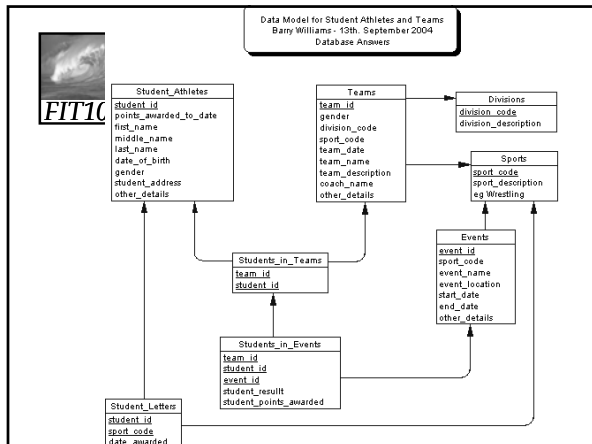 Data Model for Student Athletes and Teams
Barry Williams - 13th. September 2004
Database Answers
FIT10
Student_Athletes
student_id
points_awarded_to_date
first_name
middle_name
last_name
date_of_birth
gender
student_address
other_details
Teams
team_id
gender
division_code
sport_code
team_date
team_name
team_description
coach_name
other_details
Divisions
division_code
division_description
Sports
sport_code
sport_description
eg Wrestling
Students_in_Teams
team_id
student_id
Events
event_id
sport_code
event_name
event_location
start_date
end_date
other_details
Students_in_Events
team_id
student_id
event_id
student_resullt
student_points_awarded
Student_Letters
student_id
sport_code
date_awarded